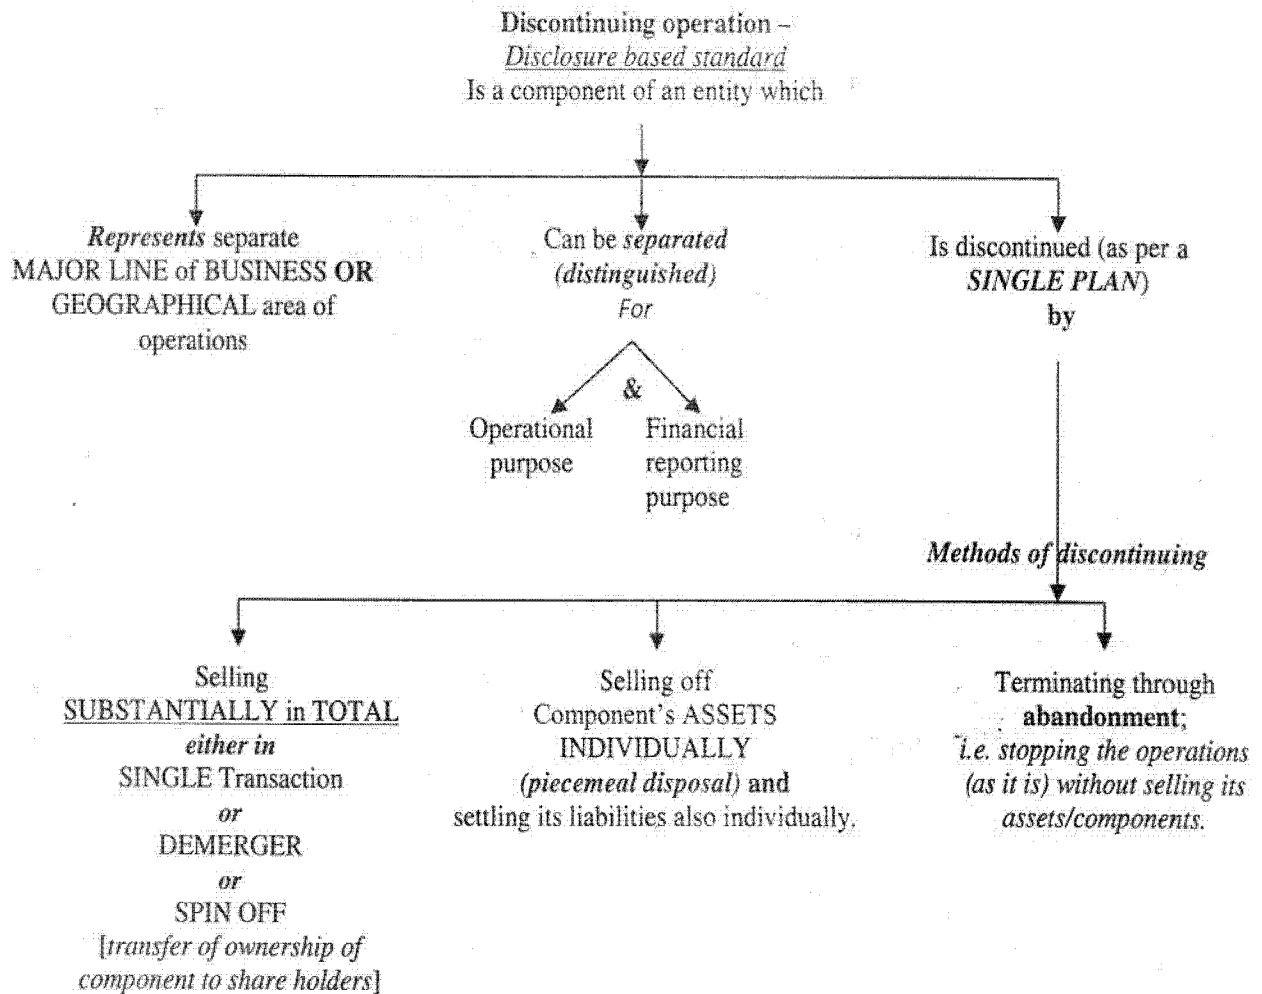 Discontinuing operation –
Disclosure based standard
Is a component of an entity which
Represents separate
MAJOR LINE of BUSINESS OR
GEOGRAPHICAL area of
operations
Can be separated
(distinguished)
For
&
Operational
purpose
Financial
reporting
purpose
Is discontinued (as per a
SINGLE PLAN)
by
Methods of discontinuing
Selling
SUBSTANTIALLY in TOTAL
either in
SINGLE Transaction
or
DEMERGER
or
SPIN OFF
[transfer of ownership of
component to share holders]
Selling off
Component's ASSETS
INDIVIDUALLY
(piecemeal disposal) and
settling its liabilities also individually.
Terminating through
abandonment;
i.e. stopping the operations
(as it is) without selling its
assets/components.